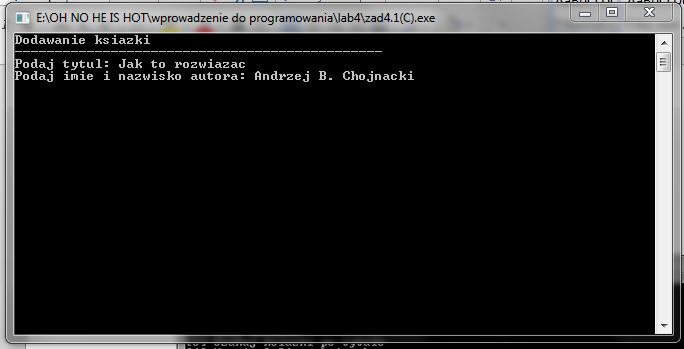 E:\OH NO HE IS HOT\wprowadzenie do programowania\lab4\zad4.1(C).exe
Dodawanie ksiazki
----------------------------------------------
Podaj tytul: Jak to rozwiazac
Podaj imie i nazwisko autora: Andrzej B. Chojnacki